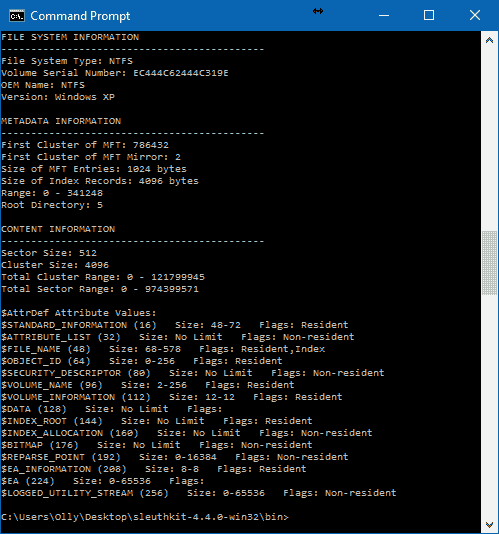 Command Prompt
FILE SYSTEM INFORMATION
--------------------------------------------
File System Type: NTFS
Volume Serial Number: EC444C62444C319E
OEM Name: NTFS
Version: Windows XP
METADATA INFORMATION
--------------------------------------------
First Cluster of MFT: 786432
First Cluster of MFT Mirror: 2
Size of MFT Entries: 1024 bytes
Size of Index Records: 4096 bytes
Range: 0 - 341248
Root Directory: 5
CONTENT INFORMATION
--------------------------------------------
Sector Size: 512
Cluster Size: 4096
Total Cluster Range: 0 - 121799945
Total Sector Range: 0 - 974399571
$AttrDef Attribute Values:
$STANDARD_INFORMATION (16)   Size: 48-72   Flags: Resident
$ATTRIBUTE_LIST (32)   Size: No Limit   Flags: Non-resident
$FILE_NAME (48)   Size: 68-578   Flags: Resident,Index
$OBJECT_ID (64)   Size: 0-256   Flags: Resident
$SECURITY_DESCRIPTOR (80)   Size: No Limit   Flags: Non-resident
$VOLUME_NAME (96)   Size: 2-256   Flags: Resident
$VOLUME_INFORMATION (112)   Size: 12-12   Flags: Resident
$DATA (128)   Size: No Limit   Flags:
$INDEX_ROOT (144)   Size: No Limit   Flags: Resident
$INDEX_ALLOCATION (160)   Size: No Limit   Flags: Non-resident
$BITMAP (176)   Size: No Limit   Flags: Non-resident
$REPARSE_POINT (192)   Size: 0-16384   Flags: Non-resident
$EA_INFORMATION (208)   Size: 8-8   Flags: Resident
$EA (224)   Size: 0-65536   Flags:
$LOGGED_UTILITY_STREAM (256)   Size: 0-65536   Flags: Non-resident
C:\Users\Olly\Desktop\sleuthkit-4.4.0-win32\bin>